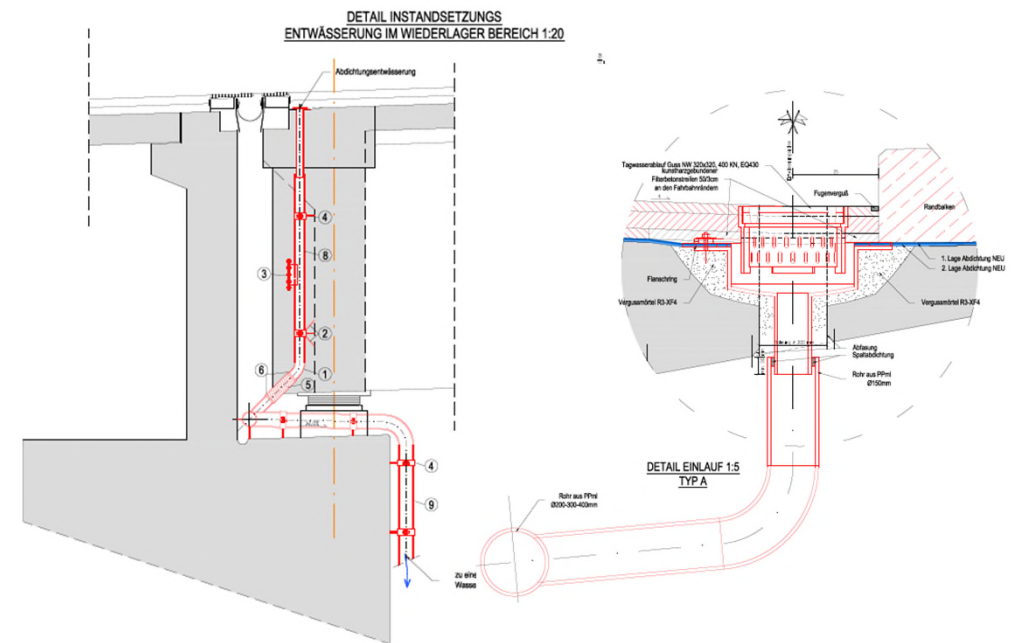 DETAIL INSTANDSETZUNGS
ENTWÄSSERUNG IM WIEDERLAGER BEREICH 1:20
Abdichtungsentwässerung
4
8
3
2
1
6
5
4
9
zu eine
Wasse
Tagwasserablauf Guss NW 320x320, 400 KN, EQ430
kunstharzgebundener
Filterbetonstreifen 50/3cm
an den Fahrbahnrändern
Fugenverguß
Randbalken
1. Lage Abdichtung NEU
2. Lage Abdichtung NEU
Flanschring
Vergussmörtel R3-XF4
Vergussmörtel R3-XF4
Abfasung
Spaltabdichtung
Rohr aus PPml
Ø150mm
DETAIL EINLAUF 1:5
TYP A
Rohr aus PPml
Ø200-300-400mm